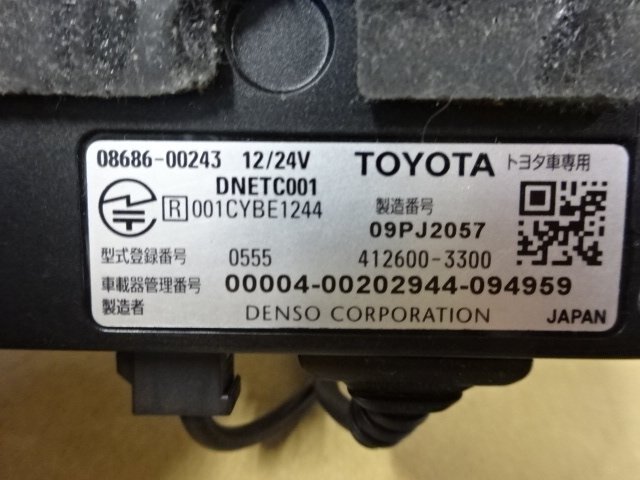 08686-00243 12/24V TOYOTA トヨタ車専用
DNETC001
R 001CYBE1244 製造番号
09PJ2057
型式登録番号 0555 412600-3300
車載器管理番号 00004-00202944-094959
製造者 DENSO CORPORATION JAPAN